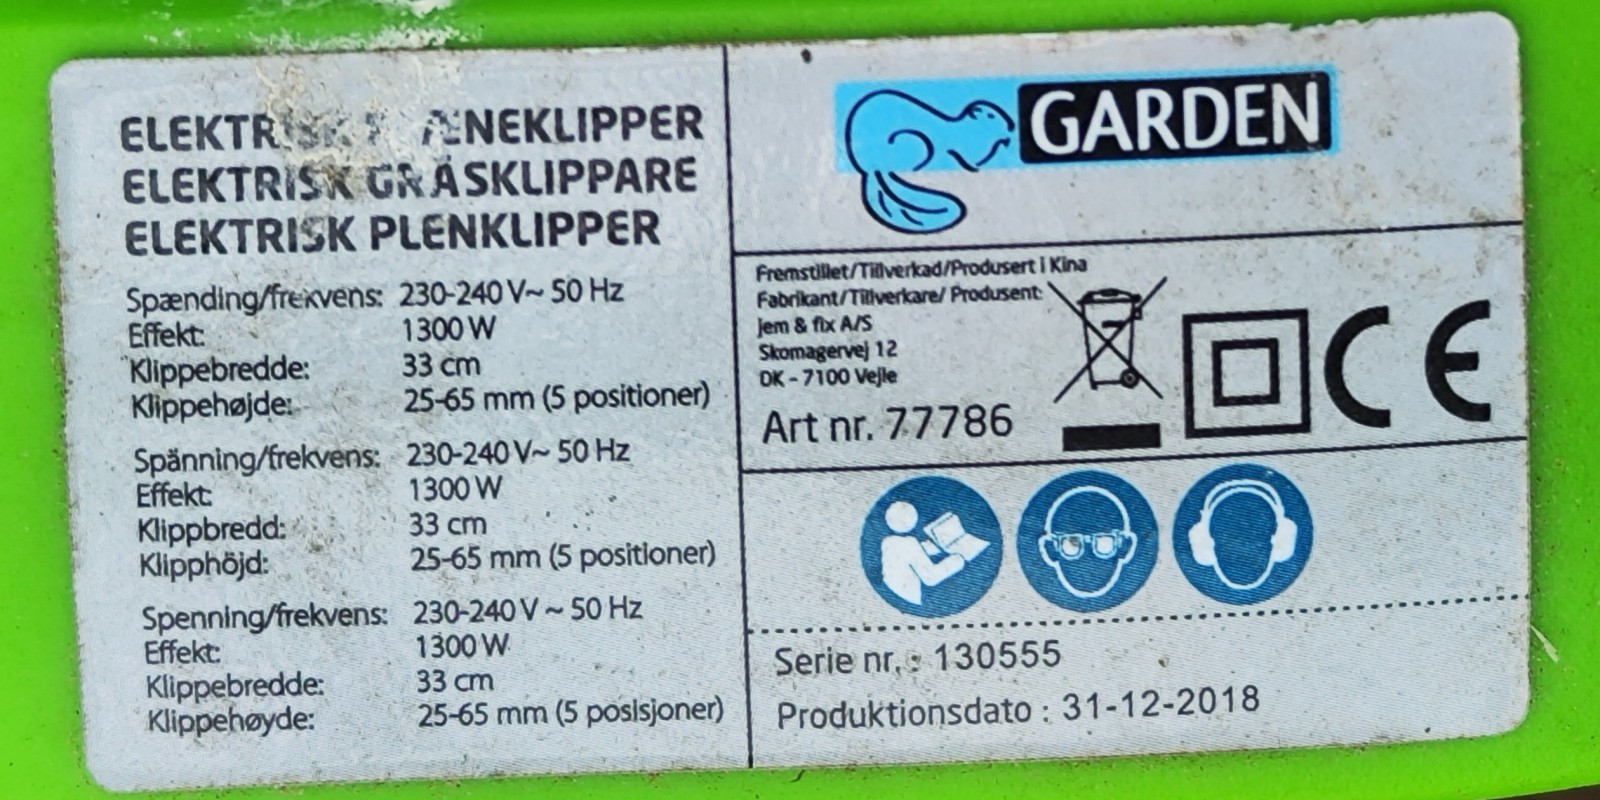 ELEKTRISK PLÆNEKLIPPER
ELEKTRISK GRÄSKLIPPARE
ELEKTRISK PLENKLIPPER
Spænding/frekvens: 230-240 V~ 50 Hz
Effekt: 1300 W
Klippebredde: 33 cm
Klippehøjde: 25-65 mm (5 positioner)
Spänning/frekvens: 230-240 V~ 50 Hz
Effekt: 1300 W
Klippbredd: 33 cm
Klipphöjd: 25-65 mm (5 positioner)
Spenning/frekvens: 230-240 V ~ 50 Hz
Effekt: 1300 W
Klippebredde: 33 cm
Klippehøyde: 25-65 mm (5 posisjoner)
GARDEN
Fremstillet/Tillverkad/Produsert i Kina
Fabrikant/Tillverkare/ Produsent:
jem & fix A/S
Skomagervej 12
DK - 7100 Vejle
Art nr. 77786
CE
Serie nr. : 130555
Produktionsdato : 31-12-2018